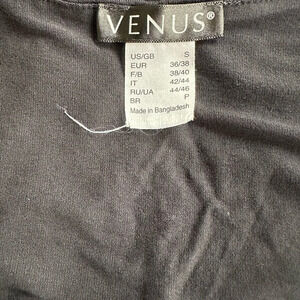 VENUS®
US/GB S
EUR 36/38
F/B 38/40
IT 42/44
RU/UA 44/46
BR P
Made in Bangladesh